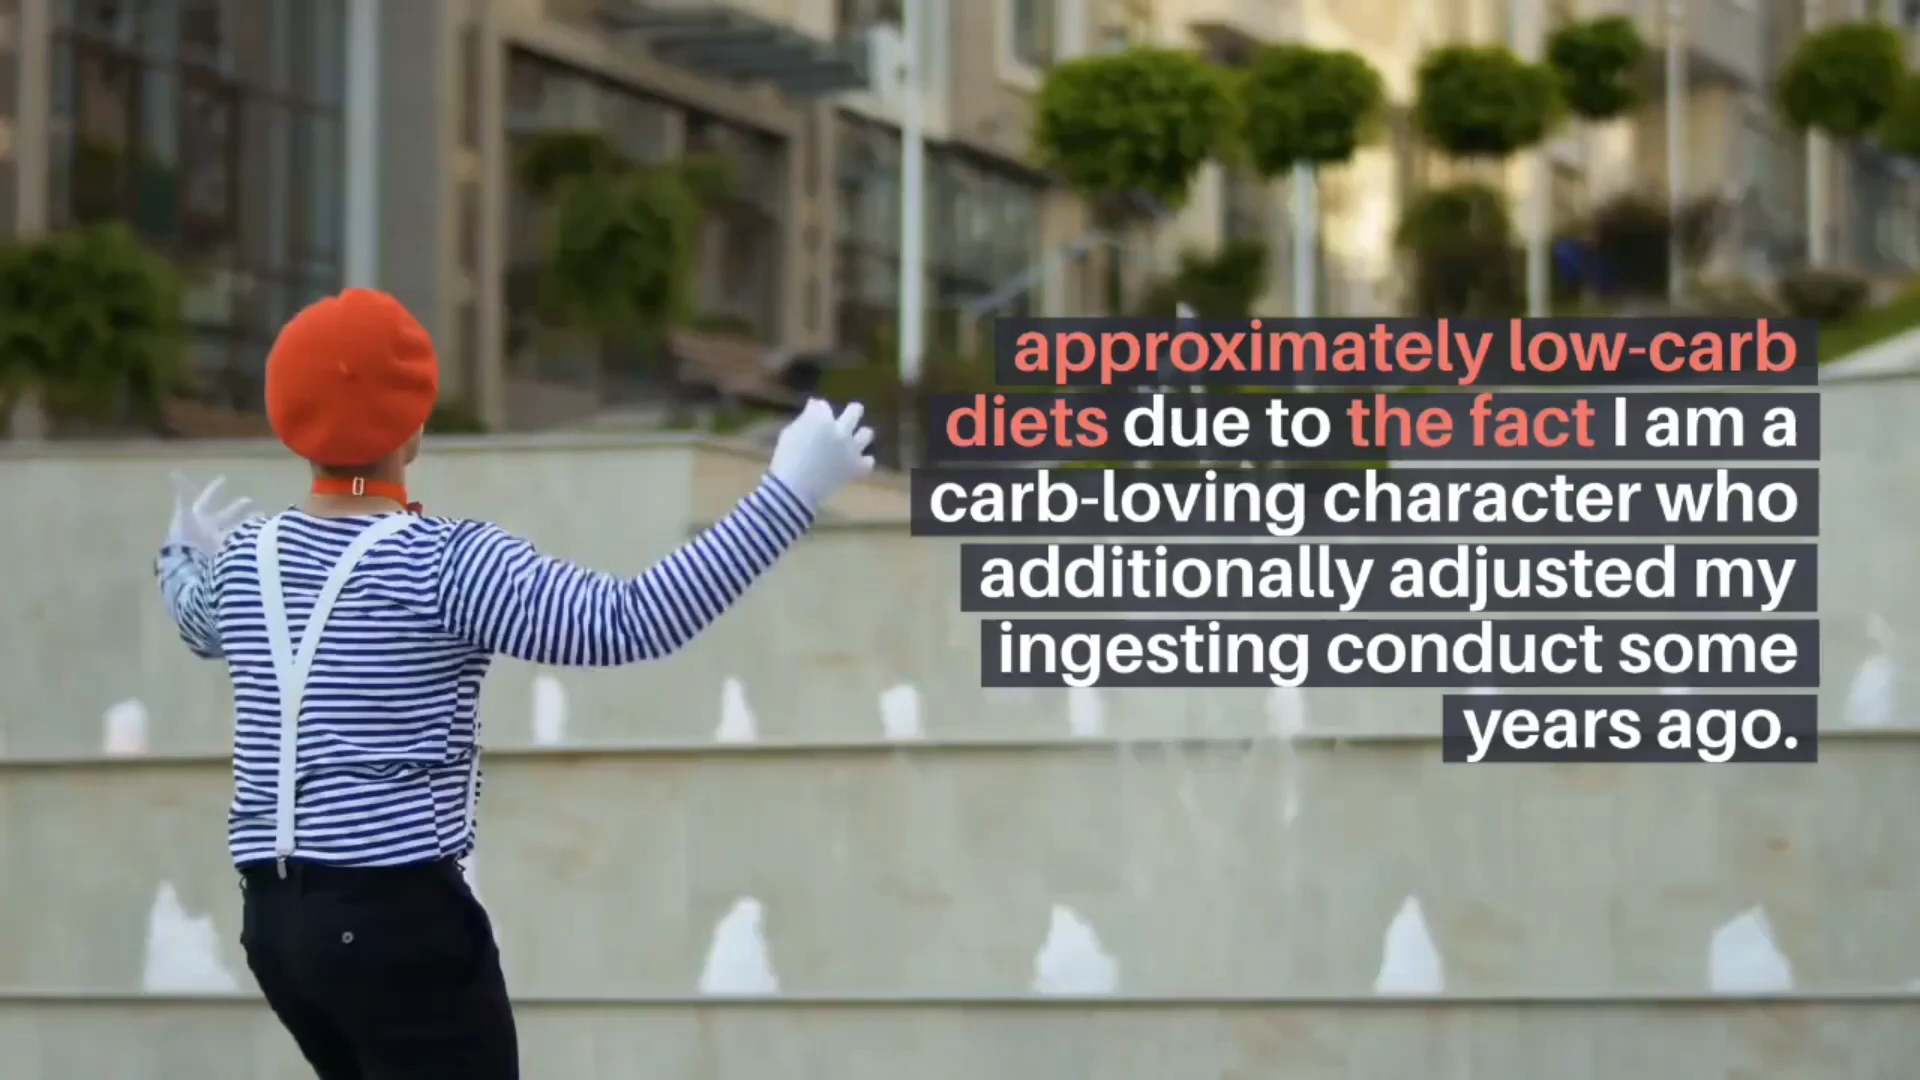 approximately low-carb
diets due to the fact I am a
carb-loving character who
additionally adjusted my
ingesting conduct some
years ago.